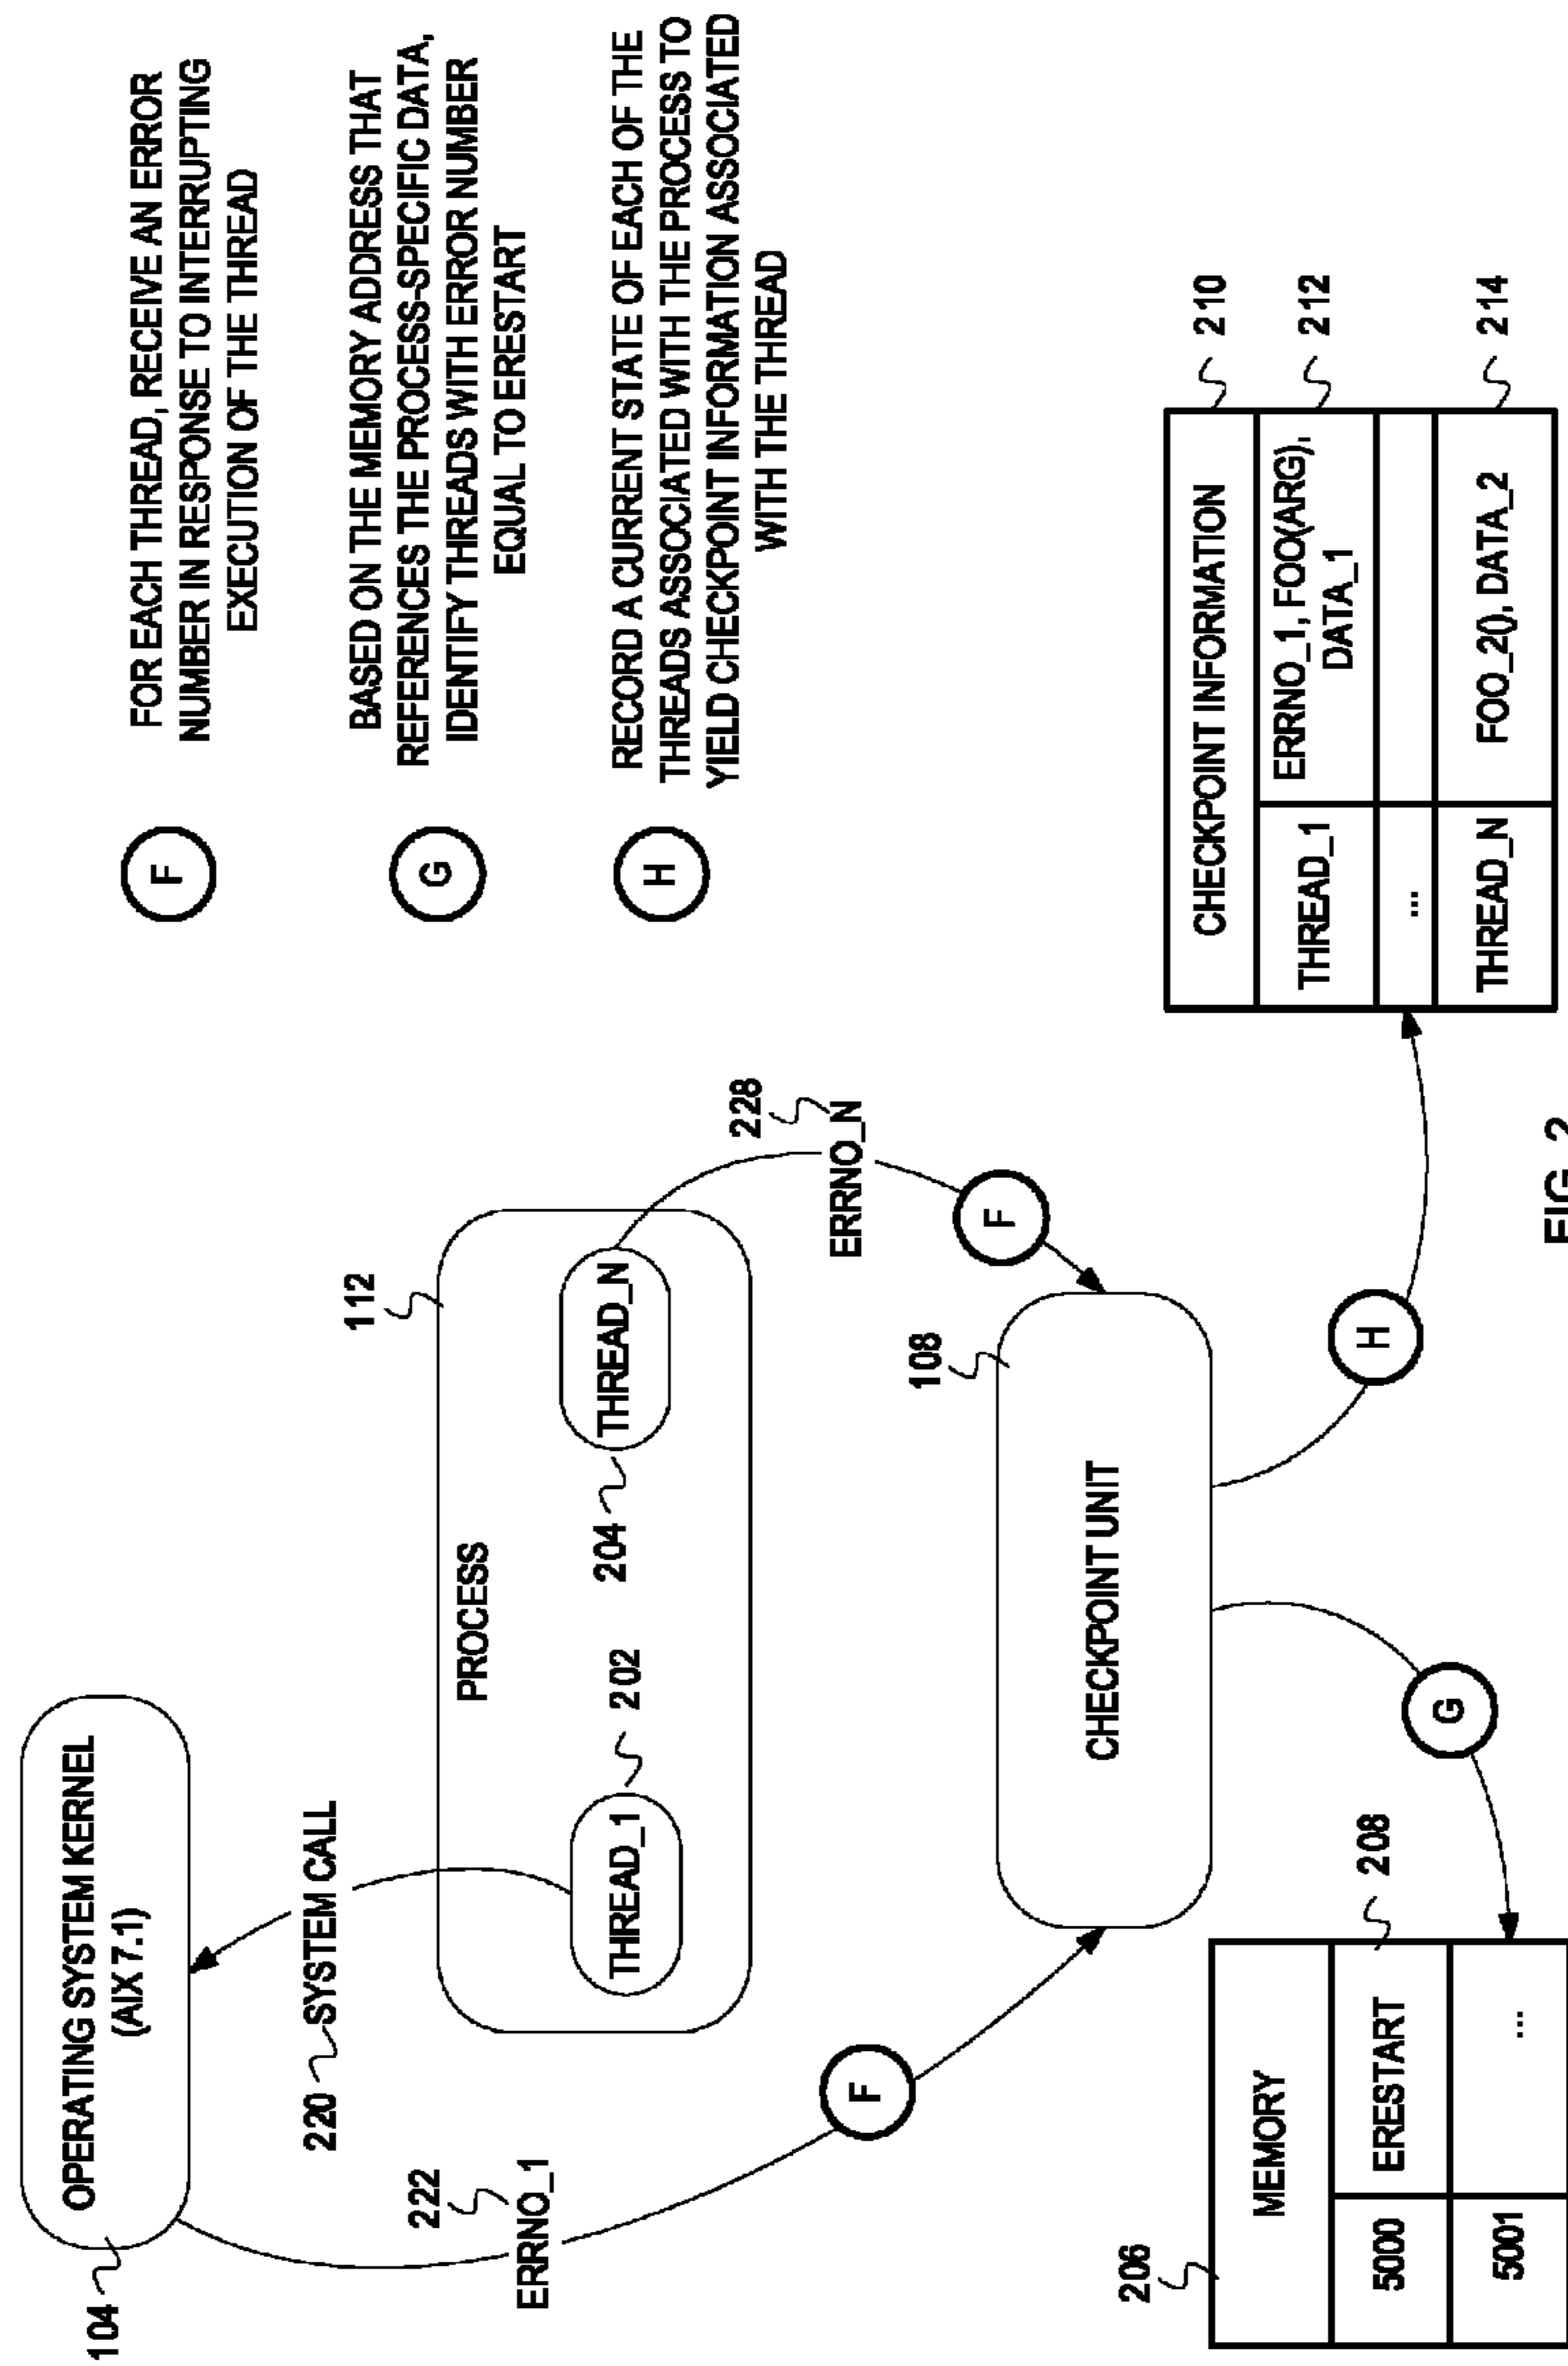 104
OPERATING SYSTEM KERNEL
(AIX 7.1)
220
SYSTEM CALL
222
ERRNO_1
F
112
PROCESS
THREAD_1
202
204
THREAD_N
228
ERRNO_N
F
108
CHECKPOINT UNIT
G
H
206
MEMORY
5000
ERESTART
208
5001
...
F
FOR EACH THREAD, RECEIVE AN ERROR
NUMBER IN RESPONSE TO INTERRUPTING
EXECUTION OF THE THREAD
G
BASED ON THE MEMORY ADDRESS THAT
REFERENCES THE PROCESS-SPECIFIC DATA,
IDENTIFY THREADS WITH ERROR NUMBER
EQUAL TO ERESTART
H
RECORD A CURRENT STATE OF EACH OF THE
THREADS ASSOCIATED WITH THE PROCESS TO
YIELD CHECKPOINT INFORMATION ASSOCIATED
WITH THE THREAD
CHECKPOINT INFORMATION
210
THREAD_1
ERRNO_1, FOO(ARG),
DATA_1
212
...
THREAD_N
FOO_2(), DATA_2
214
FIG. 2